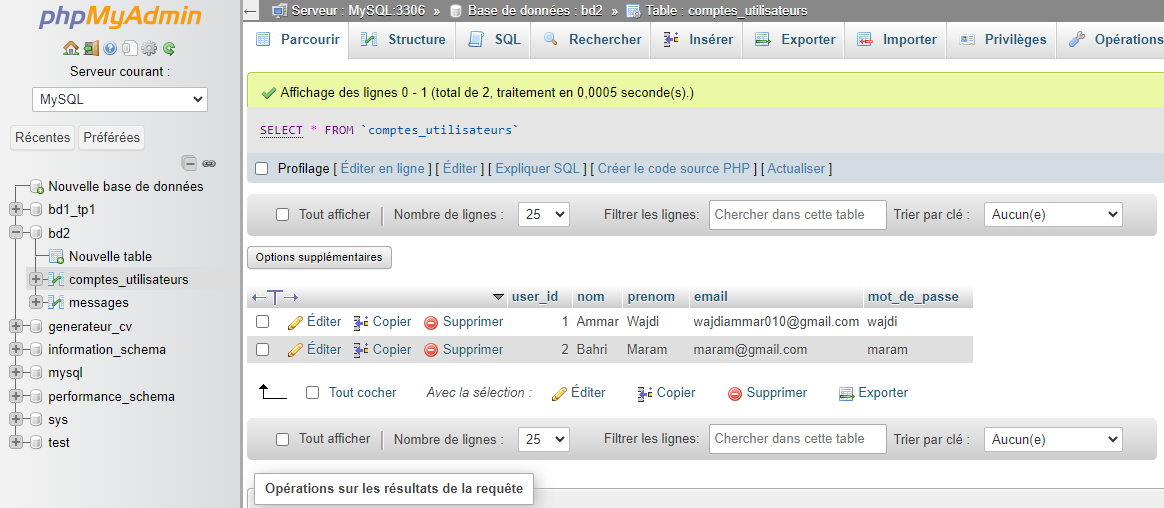 phpMyAdmin
Serveur courant :
MySQL
Récentes Préférées
Nouvelle base de données
bd1_tp1
bd2
Nouvelle table
comptes_utilisateurs
messages
generateur_cv
information_schema
mysql
performance_schema
sys
test
Serveur : MySQL:3306 » Base de données : bd2 » Table : comptes_utilisateurs
Parcourir Structure SQL Rechercher Insérer Exporter Importer Privilèges Opérations
Affichage des lignes 0 - 1 (total de 2, traitement en 0,0005 seconde(s).)
SELECT * FROM `comptes_utilisateurs`
Profilage [ Éditer en ligne ] [ Éditer ] [ Expliquer SQL ] [ Créer le code source PHP ] [ Actualiser ]
Tout afficher Nombre de lignes : 25 Filtrer les lignes: Chercher dans cette table Trier par clé : Aucun(e)
Options supplémentaires
user_id nom prenom email mot_de_passe
Éditer Copier Supprimer 1 Ammar Wajdi wajdiammar010@gmail.com wajdi
Éditer Copier Supprimer 2 Bahri Maram maram@gmail.com maram
Tout cocher Avec la sélection : Éditer Copier Supprimer Exporter
Tout afficher Nombre de lignes : 25 Filtrer les lignes: Chercher dans cette table Trier par clé : Aucun(e)
Opérations sur les résultats de la requête